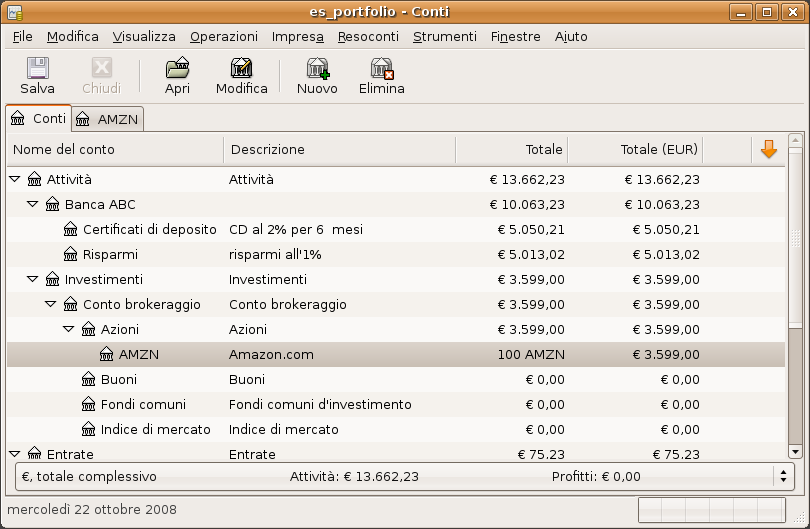 es_portfolio - Conti
File Modifica Visualizza Operazioni Impresa Resoconti Strumenti Finestre Aiuto
Salva Chiudi Apri Modifica Nuovo Elimina
Conti AMZN
Nome del conto Descrizione Totale Totale (EUR)
Attività Attività € 13.662,23 € 13.662,23
Banca ABC € 10.063,23 € 10.063,23
Certificati di deposito CD al 2% per 6  mesi € 5.050,21 € 5.050,21
Risparmi risparmi all'1% € 5.013,02 € 5.013,02
Investimenti Investimenti € 3.599,00 € 3.599,00
Conto brokeraggio Conto brokeraggio € 3.599,00 € 3.599,00
Azioni Azioni € 3.599,00 € 3.599,00
AMZN Amazon.com 100 AMZN € 3.599,00
Buoni Buoni € 0,00 € 0,00
Fondi comuni Fondi comuni d'investimento € 0,00 € 0,00
Indice di mercato Indice di mercato € 0,00 € 0,00
Entrate Entrate € 75,23 € 75,23
€, totale complessivo Attività: € 13.662,23 Profitti: € 0,00
mercoledì 22 ottobre 2008